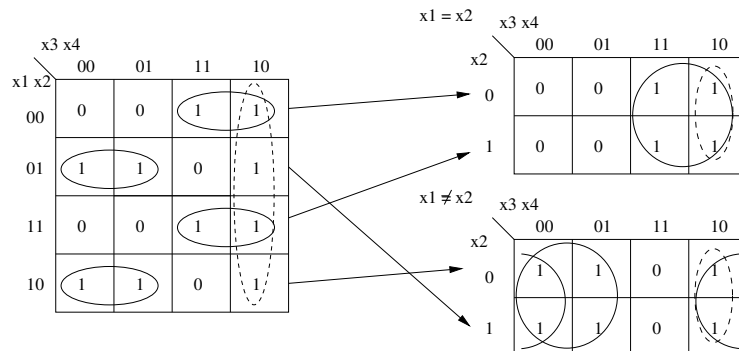 x3 x4
00 01 11 10
x1 x2
00 0 0 1 1
01 1 1 0 1
11 0 0 1 1
10 1 1 0 1
x1 = x2
x3 x4
00 01 11 10
x2
0 0 0 1 1
1 0 0 1 1
x1 ≠ x2
x3 x4
00 01 11 10
x2
0 1 1 0 1
1 1 1 0 1